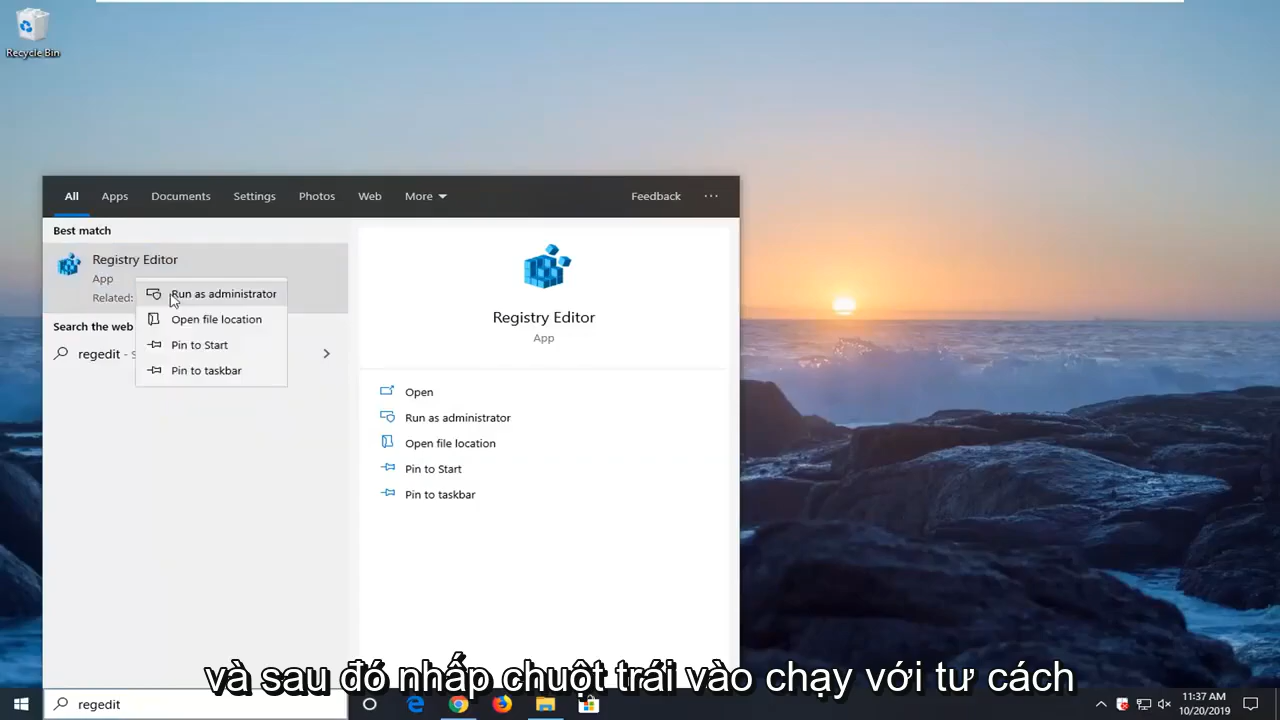 Recycle Bin
All Apps Documents Settings Photos Web More Feedback
Best match
Registry Editor
App
Related:
Run as administrator
Open file location
Pin to Start
Pin to taskbar
Search the web
regedit -
Registry Editor
App
Open
Run as administrator
Open file location
Pin to Start
Pin to taskbar
và sau đó nhấp chuột trái vào chạy với tư cách
regedit
11:37 AM
10/20/2019